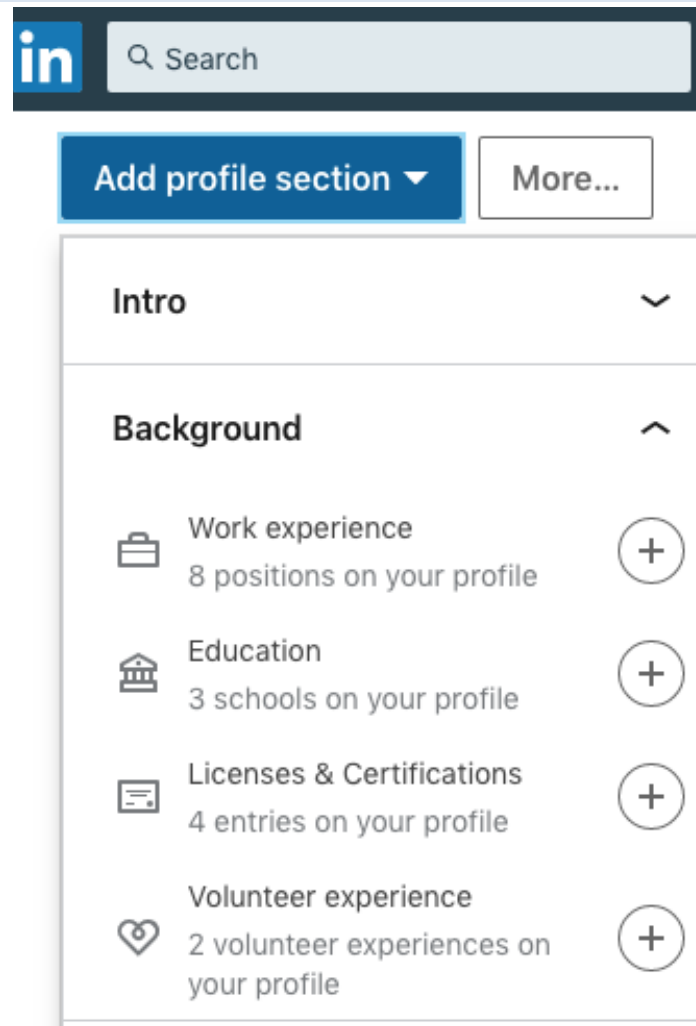 in
Search
Add profile section
More...
Intro
Background
Work experience
8 positions on your profile
Education
3 schools on your profile
Licenses & Certifications
4 entries on your profile
Volunteer experience
2 volunteer experiences on
your profile